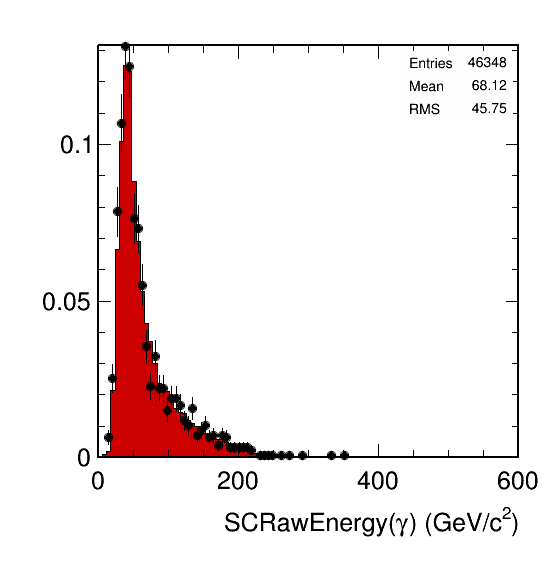 Entries 46348
Mean 68.12
RMS 45.75
0.1
0.05
0
0 200 400 600
SCRawEnergy(γ) (GeV/c²)